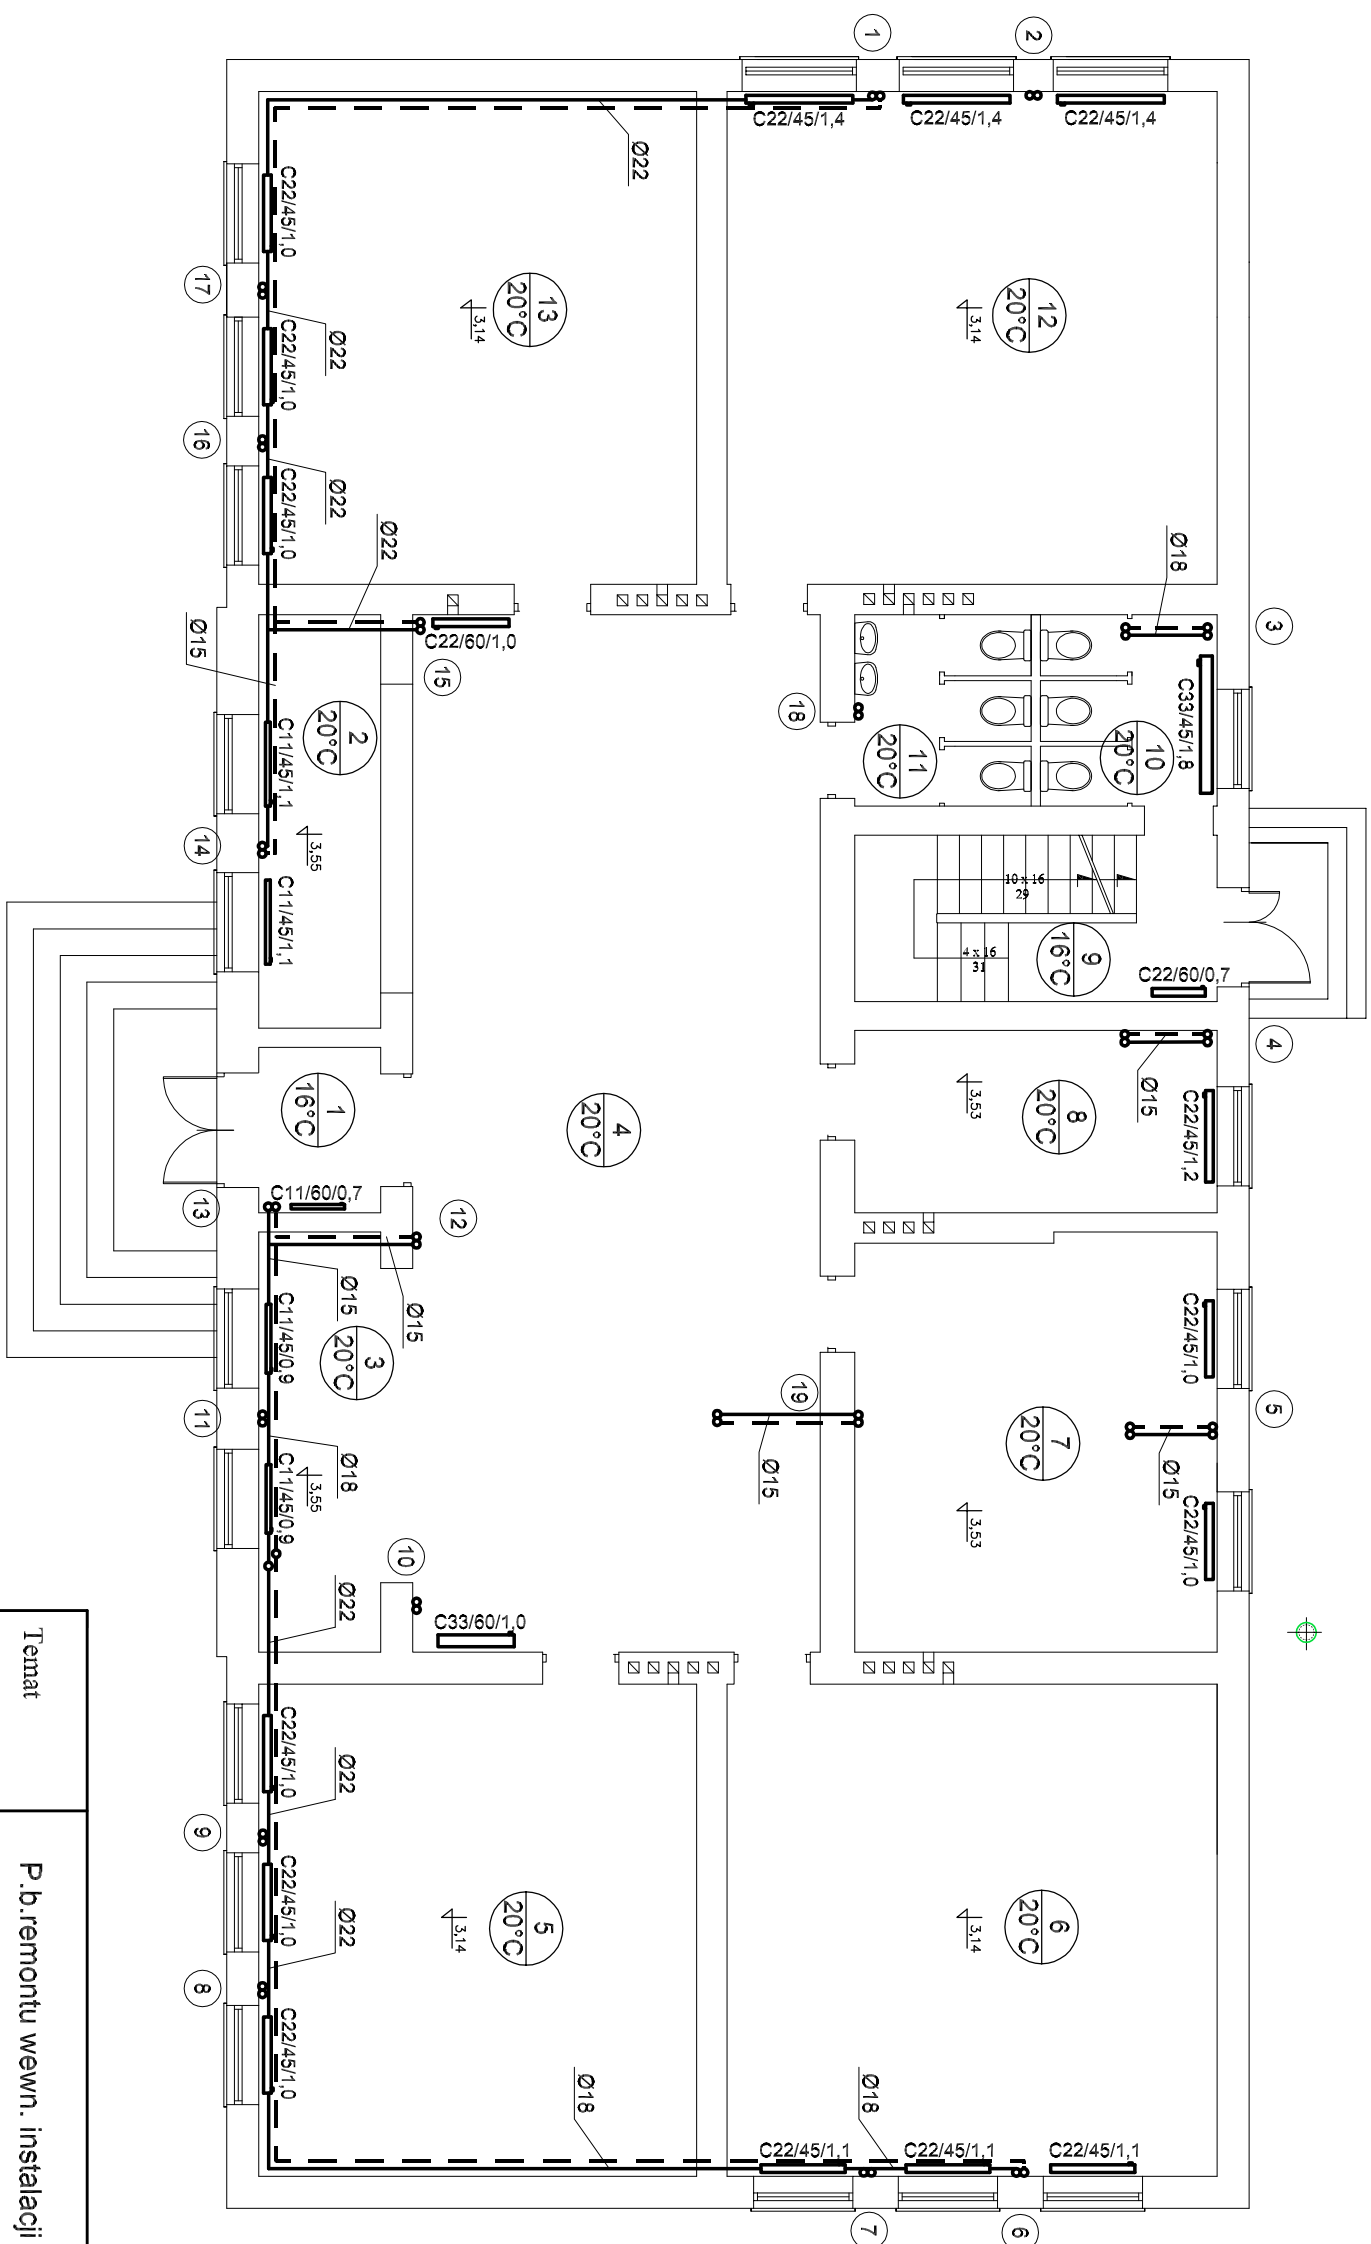 1
2
C22/45/1,4
C22/45/1,4
C22/45/1,4
Ø22
C22/45/1,0
17
Ø22
13
20°C
3,14
12
20°C
3,14
C22/45/1,0
16
Ø22
C22/45/1,0
Ø22
Ø18
3
Ø15
C22/60/1,0
15
18
C33/45/1,8
2
20°C
11
20°C
10
20°C
C11/45/1,1
14
3,55
C11/45/1,1
10 x 16
29
4 x 16
31
9
16°C
C22/60/0,7
4
Ø15
8
20°C
3,53
C22/45/1,2
1
16°C
4
20°C
C11/60/0,7
13
12
Ø15
Ø15
C11/45/0,9
3
20°C
C22/45/1,0
5
11
19
7
20°C
Ø18
Ø15
Ø15
C11/45/0,9
3,55
3,53
C22/45/1,0
10
Ø22
C33/60/1,0
C22/45/1,0
Ø22
9
C22/45/1,0
Ø22
5
20°C
3,14
6
20°C
3,14
8
C22/45/1,0
Ø18
Ø18
C22/45/1,1
C22/45/1,1
C22/45/1,1
7
6
Temat
P.b.remontu wewn. instalacji